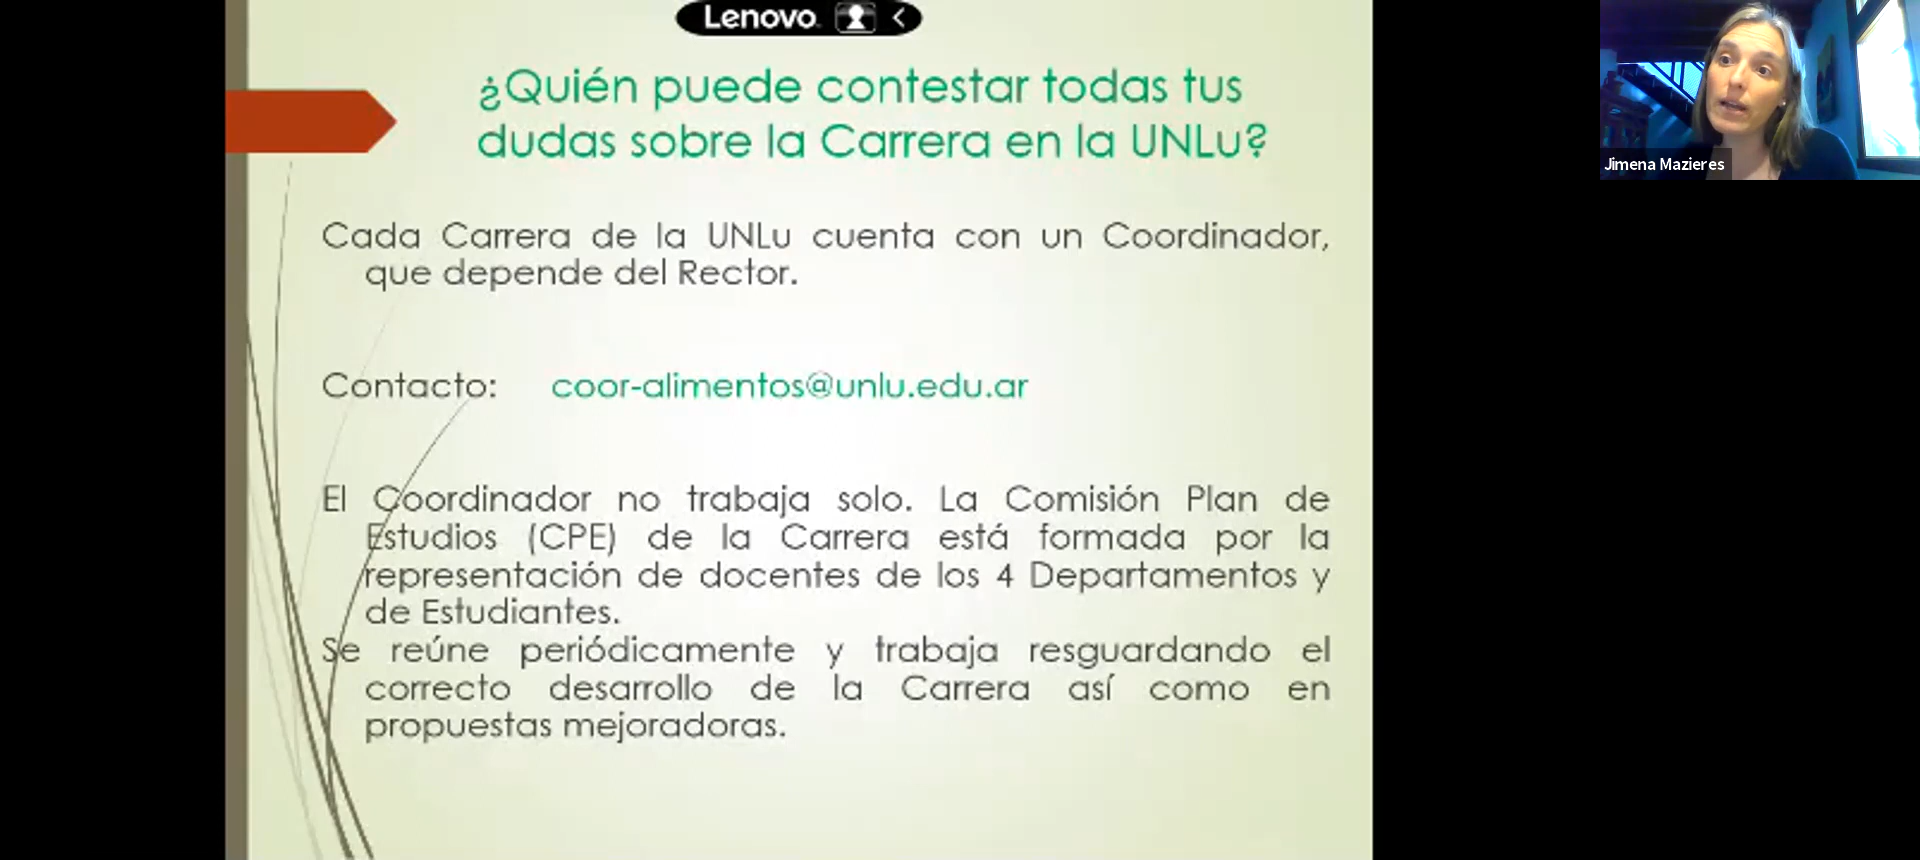 Lenovo
¿Quién puede contestar todas tus
dudas sobre la Carrera en la UNLu?
Jimena Mazieres
Cada Carrera de la UNLu cuenta con un Coordinador,
que depende del Rector.
Contacto: coor-alimentos@unlu.edu.ar
El Coordinador no trabaja solo. La Comisión Plan de
Estudios (CPE) de la Carrera está formada por la
representación de docentes de los 4 Departamentos y
de Estudiantes.
Se reúne periódicamente y trabaja resguardando el
correcto desarrollo de la Carrera así como en
propuestas mejoradoras.